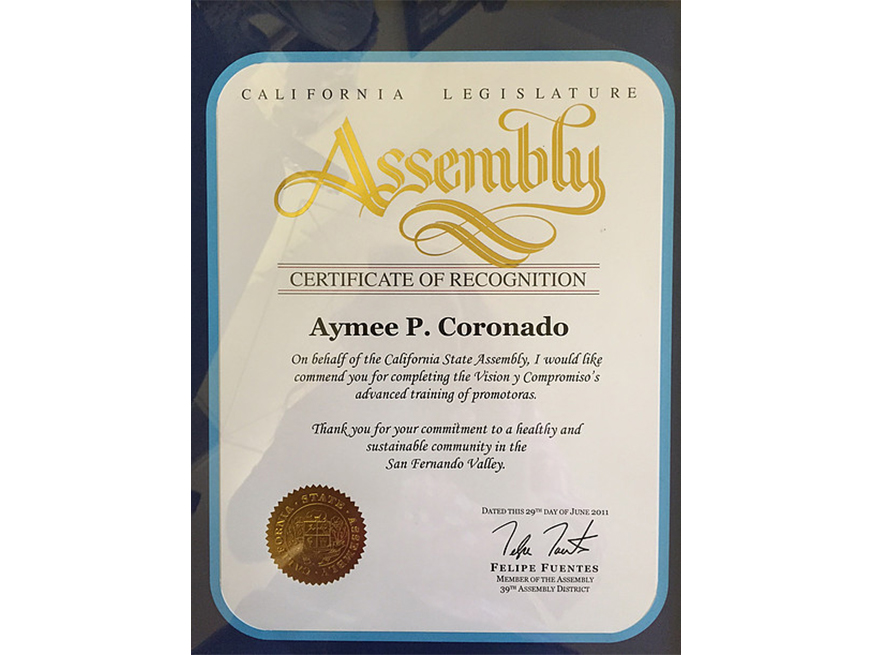 CALIFORNIA LEGISLATURE
Assembly
CERTIFICATE OF RECOGNITION
Aymee P. Coronado
On behalf of the California State Assembly, I would like
commend you for completing the Vision y Compromiso's
advanced training of promotoras.
Thank you for your commitment to a healthy and
sustainable community in the
San Fernando Valley.
DATED THIS 29TH DAY OF JUNE 2011
FELIPE FUENTES
MEMBER OF THE ASSEMBLY
39TH ASSEMBLY DISTRICT
CALIFORNIA · STATE · ASSEMBLY